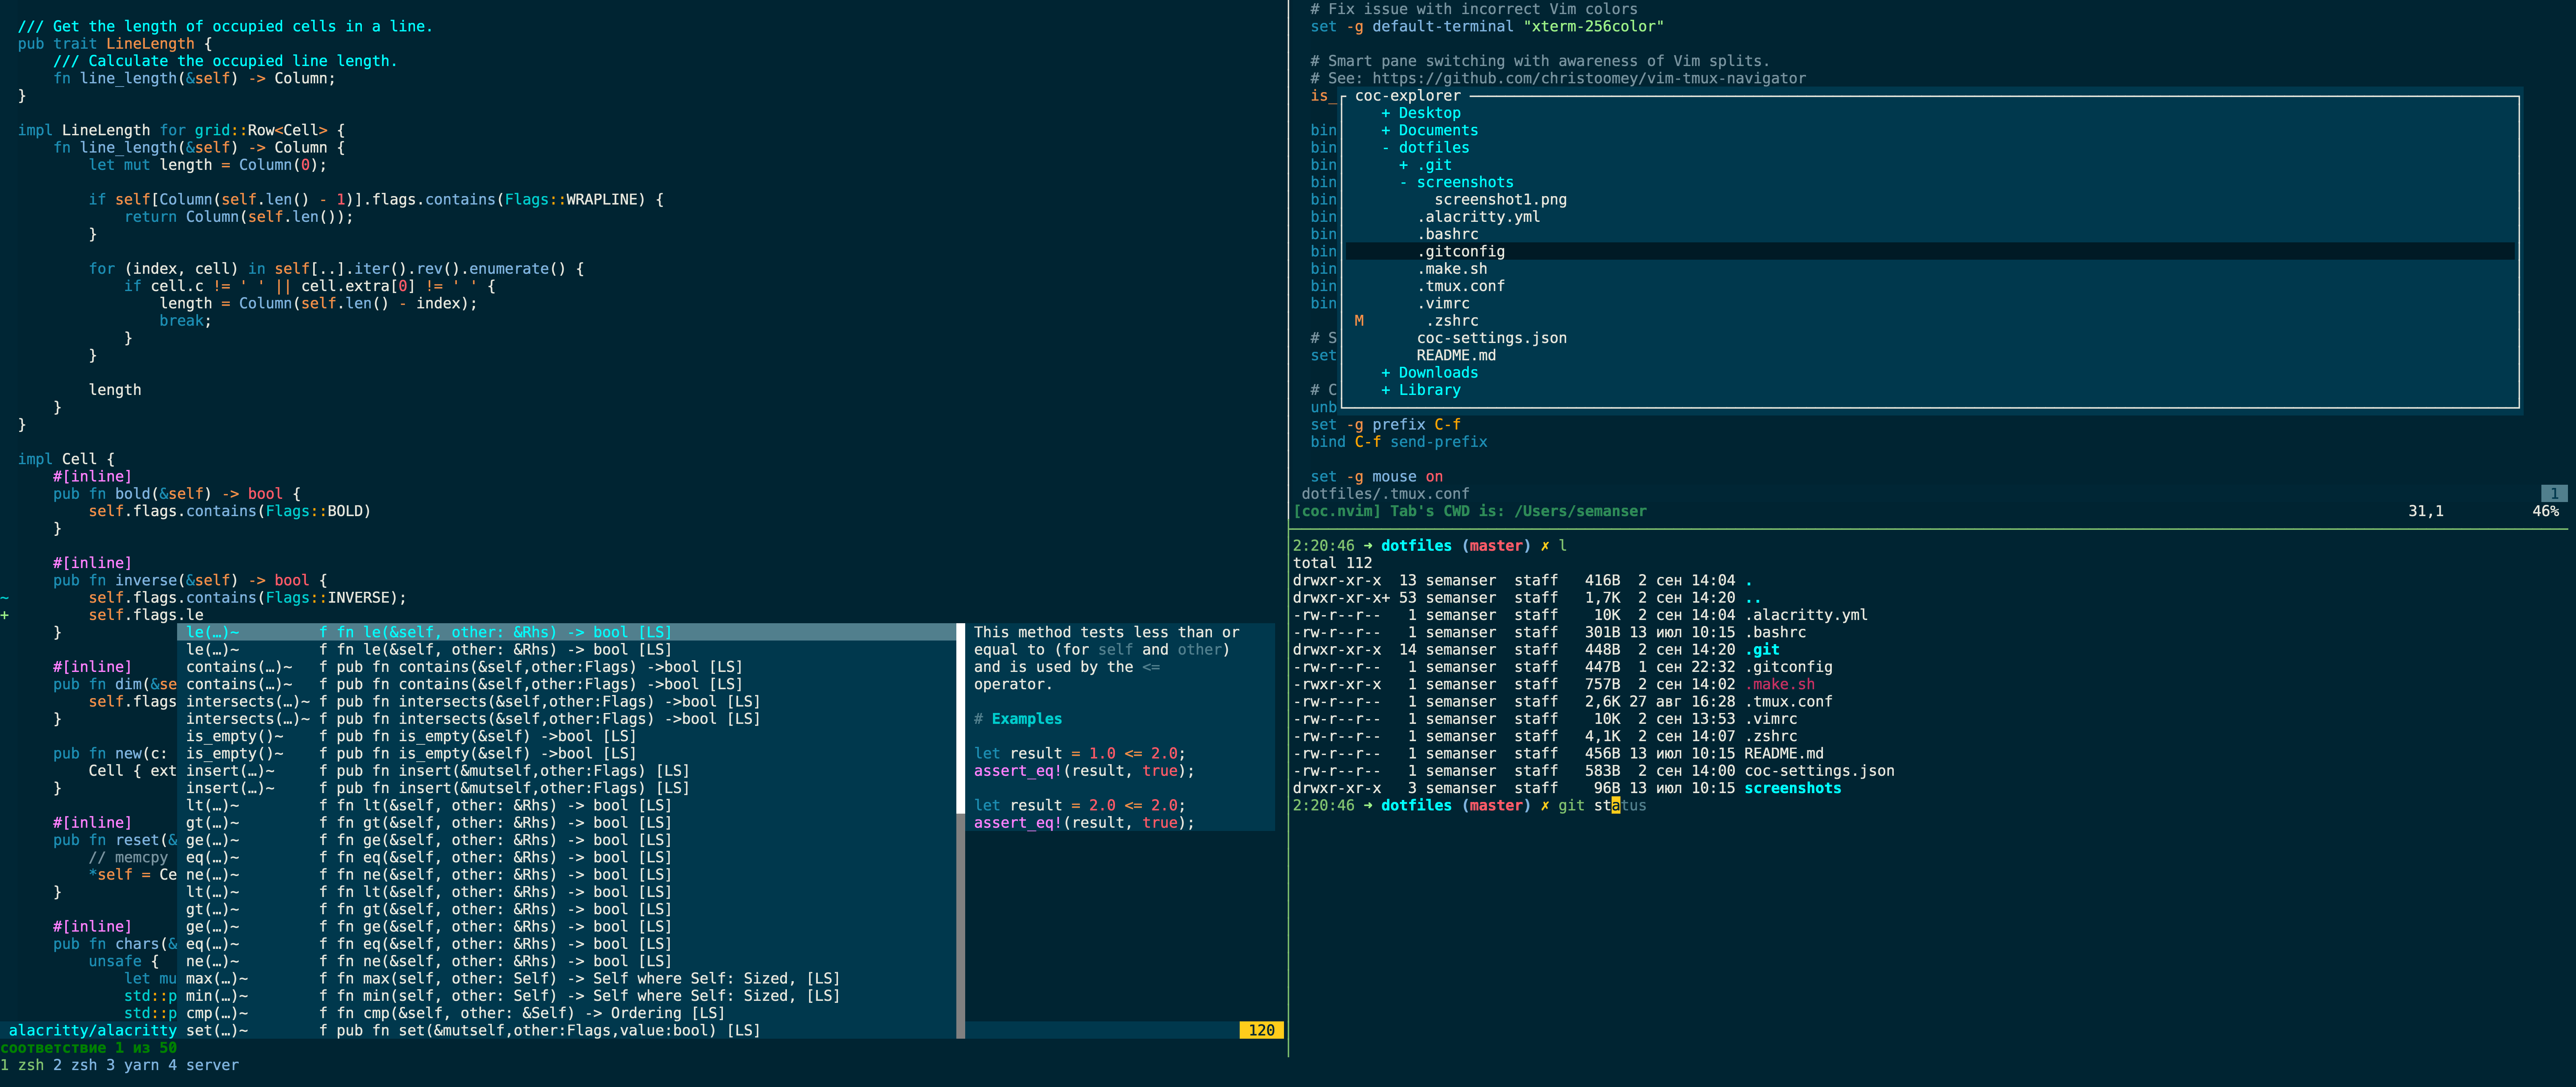 /// Get the length of occupied cells in a line.
pub trait LineLength {
    /// Calculate the occupied line length.
    fn line_length(&self) -> Column;
}

impl LineLength for grid::Row<Cell> {
    fn line_length(&self) -> Column {
        let mut length = Column(0);

        if self[Column(self.len() - 1)].flags.contains(Flags::WRAPLINE) {
            return Column(self.len());
        }

        for (index, cell) in self[..].iter().rev().enumerate() {
            if cell.c != ' ' || cell.extra[0] != ' ' {
                length = Column(self.len() - index);
                break;
            }
        }

        length
    }
}

impl Cell {
    #[inline]
    pub fn bold(&self) -> bool {
        self.flags.contains(Flags::BOLD)
    }

    #[inline]
    pub fn inverse(&self) -> bool {
~         self.flags.contains(Flags::INVERSE);
+         self.flags.le
    }
    #[inline]
    pub fn dim(&se
        self.flags
    }

    pub fn new(c:
        Cell { ext
    }

    #[inline]
    pub fn reset(&
        // memcpy
        *self = Ce
    }

    #[inline]
    pub fn chars(&
        unsafe {
            let mu
            std::p
            std::p
le(…)~         f fn le(&self, other: &Rhs) -> bool [LS]
le(…)~         f fn le(&self, other: &Rhs) -> bool [LS]
contains(…)~   f pub fn contains(&self,other:Flags) ->bool [LS]
contains(…)~   f pub fn contains(&self,other:Flags) ->bool [LS]
intersects(…)~ f pub fn intersects(&self,other:Flags) ->bool [LS]
intersects(…)~ f pub fn intersects(&self,other:Flags) ->bool [LS]
is_empty()~    f pub fn is_empty(&self) ->bool [LS]
is_empty()~    f pub fn is_empty(&self) ->bool [LS]
insert(…)~     f pub fn insert(&mutself,other:Flags) [LS]
insert(…)~     f pub fn insert(&mutself,other:Flags) [LS]
lt(…)~         f fn lt(&self, other: &Rhs) -> bool [LS]
gt(…)~         f fn gt(&self, other: &Rhs) -> bool [LS]
ge(…)~         f fn ge(&self, other: &Rhs) -> bool [LS]
eq(…)~         f fn eq(&self, other: &Rhs) -> bool [LS]
ne(…)~         f fn ne(&self, other: &Rhs) -> bool [LS]
lt(…)~         f fn lt(&self, other: &Rhs) -> bool [LS]
gt(…)~         f fn gt(&self, other: &Rhs) -> bool [LS]
ge(…)~         f fn ge(&self, other: &Rhs) -> bool [LS]
eq(…)~         f fn eq(&self, other: &Rhs) -> bool [LS]
ne(…)~         f fn ne(&self, other: &Rhs) -> bool [LS]
max(…)~        f fn max(self, other: Self) -> Self where Self: Sized, [LS]
min(…)~        f fn min(self, other: Self) -> Self where Self: Sized, [LS]
cmp(…)~        f fn cmp(&self, other: &Self) -> Ordering [LS]
set(…)~        f pub fn set(&mutself,other:Flags,value:bool) [LS]
This method tests less than or
equal to (for self and other)
and is used by the <=
operator.

# Examples

let result = 1.0 <= 2.0;
assert_eq!(result, true);

let result = 2.0 <= 2.0;
assert_eq!(result, true);
alacritty/alacritty
120
соответствие 1 из 50
1 zsh 2 zsh 3 yarn 4 server
# Fix issue with incorrect Vim colors
set -g default-terminal "xterm-256color"

# Smart pane switching with awareness of Vim splits.
# See: https://github.com/christoomey/vim-tmux-navigator
is_
bin
bin
bin
bin
bin
bin
bin
bin
bin
bin
bin
# S
set
# C
unb
coc-explorer
+ Desktop
+ Documents
- dotfiles
  + .git
  - screenshots
      screenshot1.png
    .alacritty.yml
    .bashrc
    .gitconfig
    .make.sh
    .tmux.conf
    .vimrc
M    .zshrc
    coc-settings.json
    README.md
+ Downloads
+ Library
set -g prefix C-f
bind C-f send-prefix

set -g mouse on
dotfiles/.tmux.conf 1
[coc.nvim] Tab's CWD is: /Users/semanser 31,1 46%
2:20:46 ➜ dotfiles (master) ✗ l
total 112
drwxr-xr-x  13 semanser  staff   416B  2 сен 14:04 .
drwxr-xr-x+ 53 semanser  staff   1,7K  2 сен 14:20 ..
-rw-r--r--   1 semanser  staff    10K  2 сен 14:04 .alacritty.yml
-rw-r--r--   1 semanser  staff   301B 13 июл 10:15 .bashrc
drwxr-xr-x  14 semanser  staff   448B  2 сен 14:20 .git
-rw-r--r--   1 semanser  staff   447B  1 сен 22:32 .gitconfig
-rwxr-xr-x   1 semanser  staff   757B  2 сен 14:02 .make.sh
-rw-r--r--   1 semanser  staff   2,6K 27 авг 16:28 .tmux.conf
-rw-r--r--   1 semanser  staff    10K  2 сен 13:53 .vimrc
-rw-r--r--   1 semanser  staff   4,1K  2 сен 14:07 .zshrc
-rw-r--r--   1 semanser  staff   456B 13 июл 10:15 README.md
-rw-r--r--   1 semanser  staff   583B  2 сен 14:00 coc-settings.json
drwxr-xr-x   3 semanser  staff    96B 13 июл 10:15 screenshots
2:20:46 ➜ dotfiles (master) ✗ git status